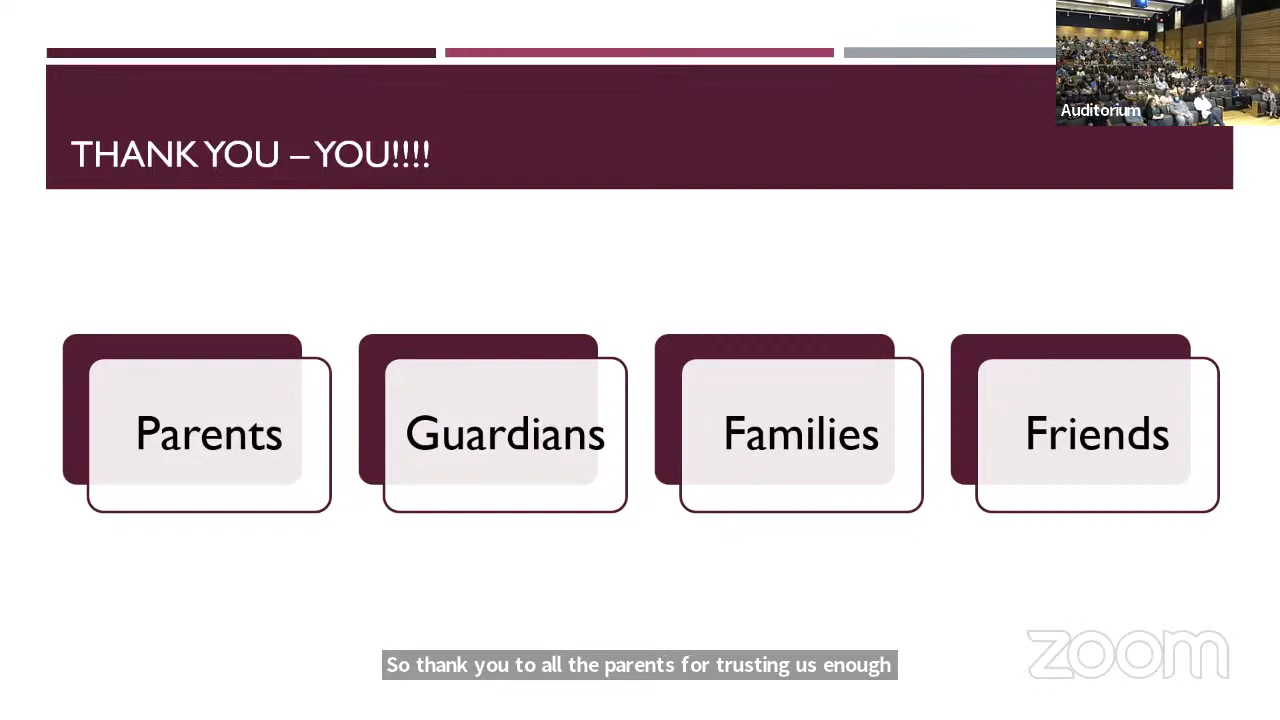 Auditorium
THANK YOU – YOU!!!!
Parents
Guardians
Families
Friends
So thank you to all the parents for trusting us enough
zoom